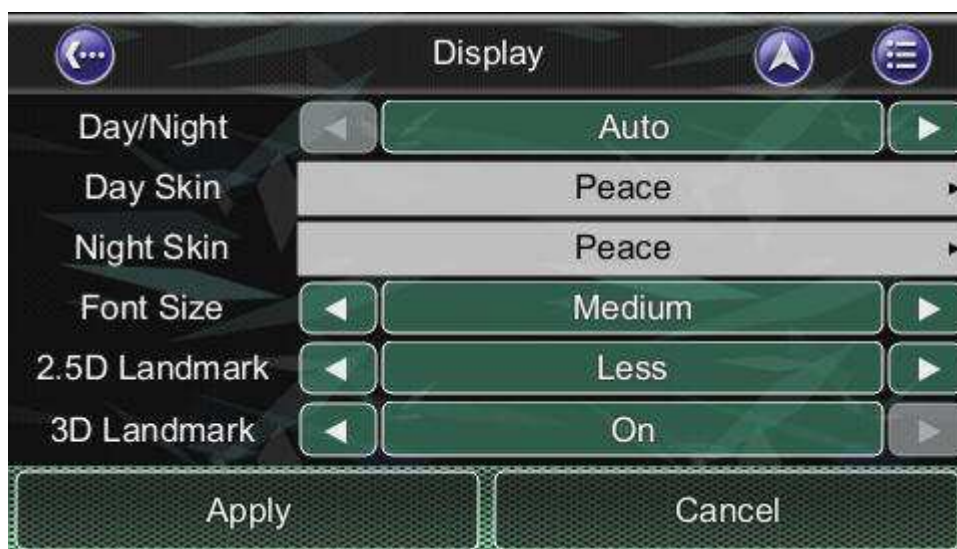 Display
Day/Night Auto
Day Skin Peace
Night Skin Peace
Font Size Medium
2.5D Landmark Less
3D Landmark On
Apply Cancel